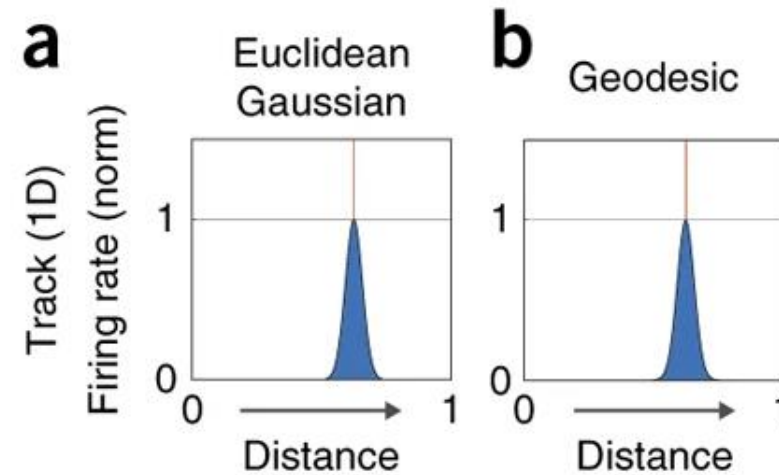 a
Euclidean
Gaussian
Track (1D)
Firing rate (norm)
1
0
0
1
Distance
b
Geodesic
1
0
0
Distance